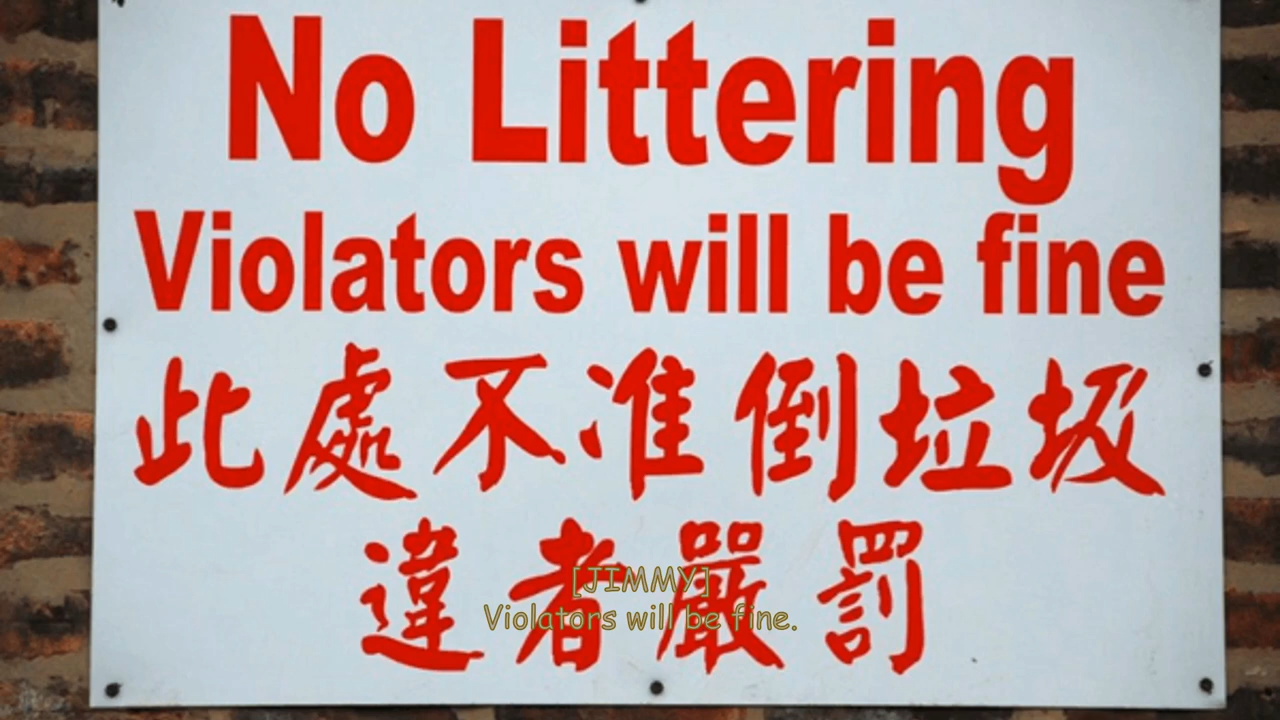 No Littering
Violators will be fine
此處不准倒垃圾
違者嚴罰
[JIMMY]
Violators will be fine.